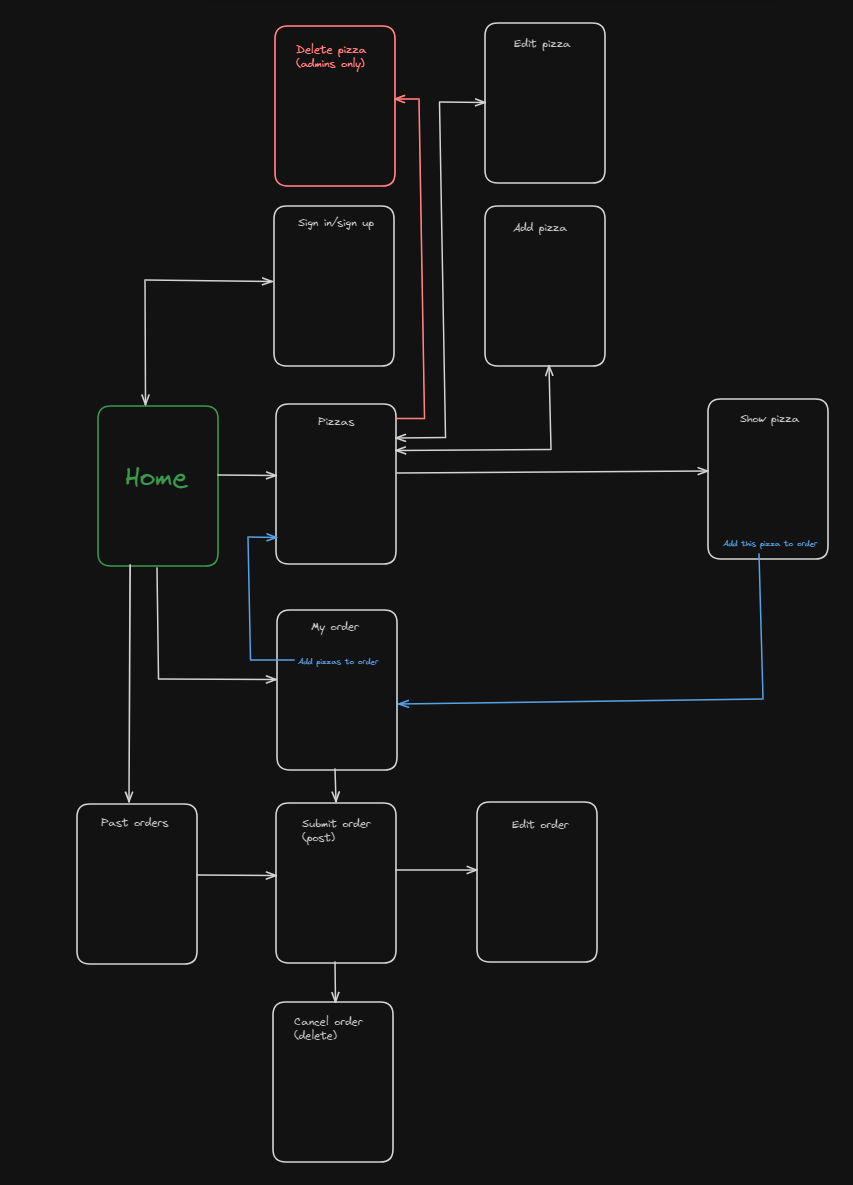 Delete pizza
(admins only)
Edit pizza
Sign in/sign up
Add pizza
Home
Pizzas
Show pizza
Add this pizza to order
My order
Add pizzas to order
Past orders
Submit order
(post)
Edit order
Cancel order
(delete)